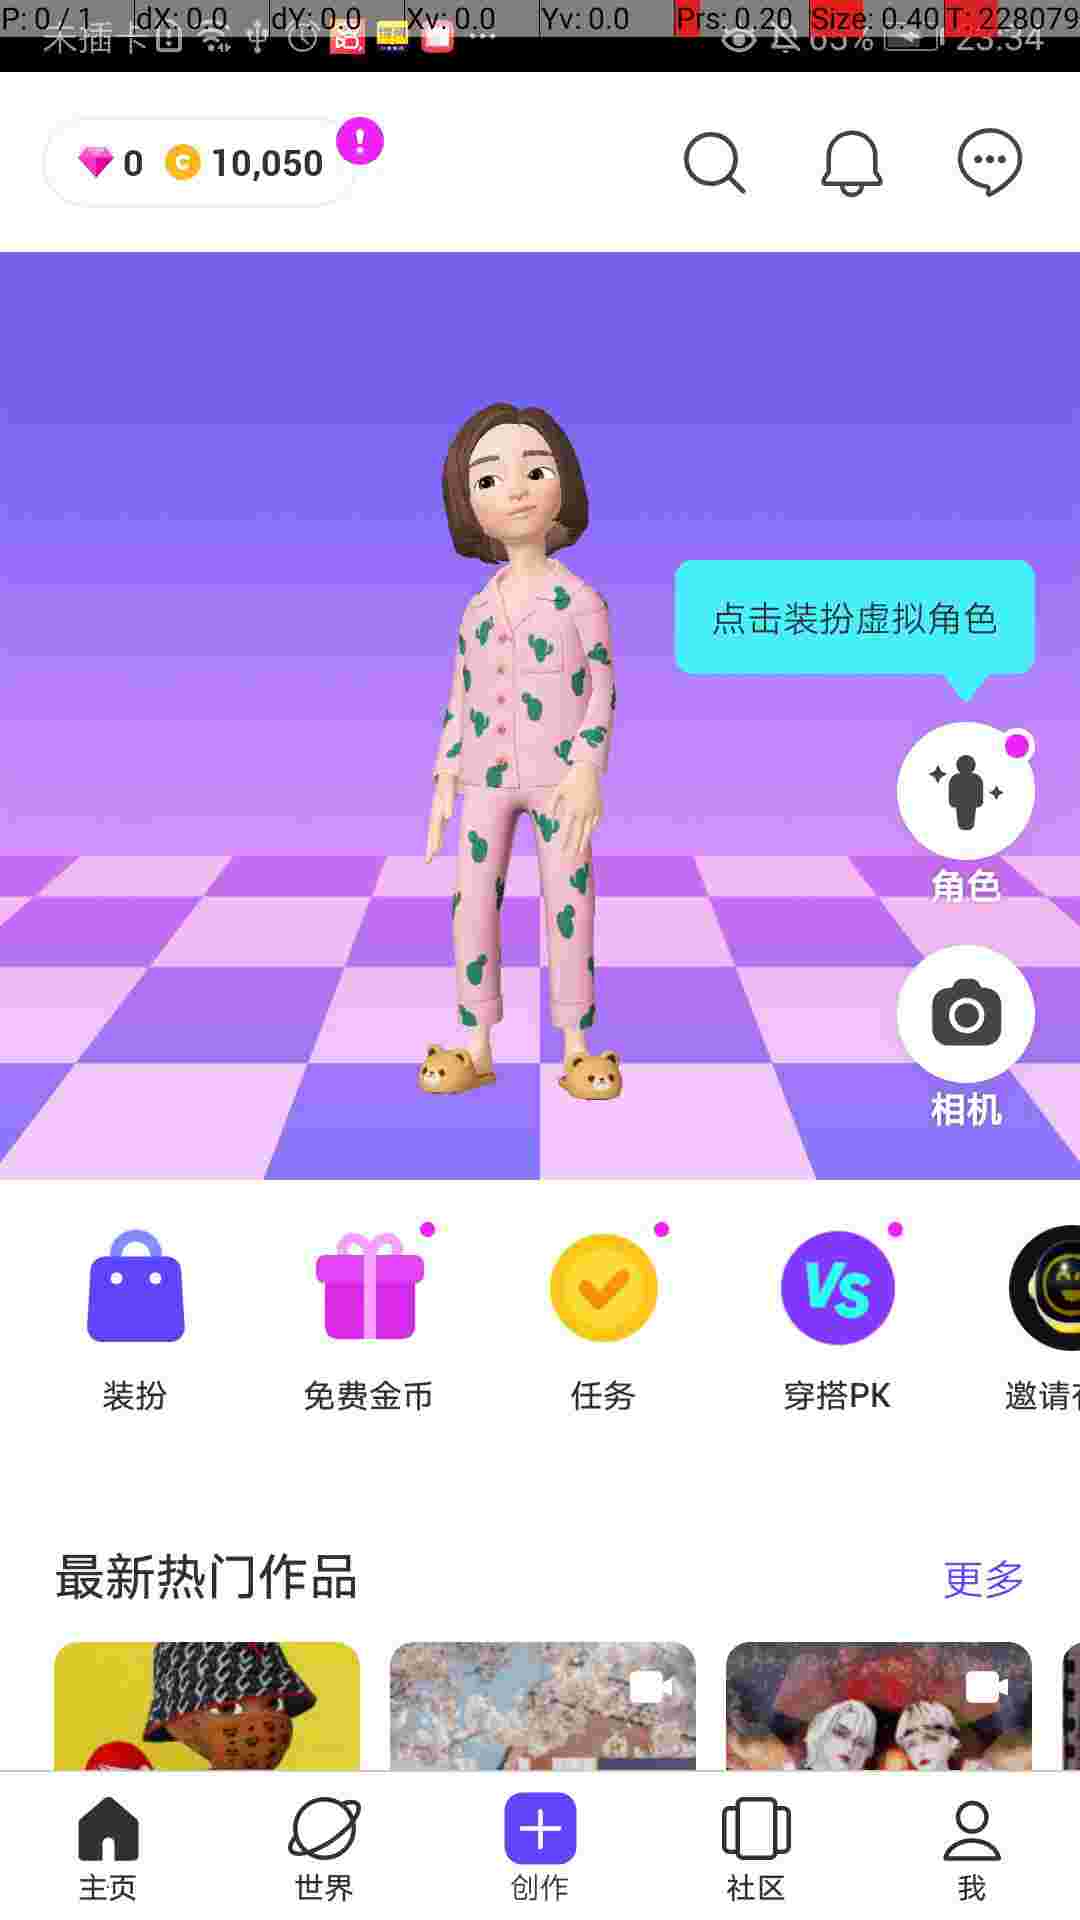 P: 0 / 1 dX: 0.0 dY: 0.0 Xv: 0.0 Yv: 0.0 Prs: 0.20 Size: 0.40 T: 228079
未插卡 63% 23:34
0 C 10,050 !
点击装扮虚拟角色
角色
相机
VS
装扮 免费金币 任务 穿搭PK 邀请
最新热门作品 更多
主页 世界 创作 社区 我